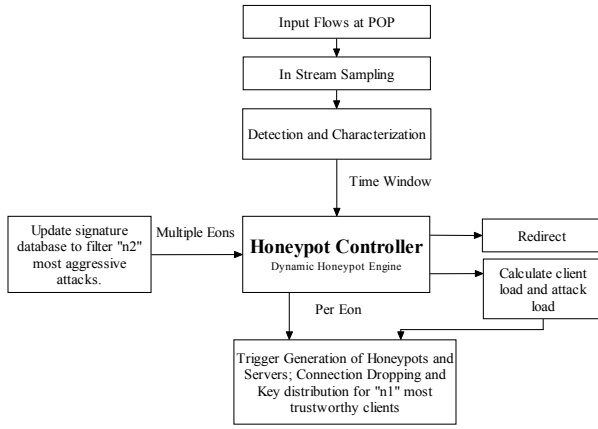 Input Flows at POP
In Stream Sampling
Detection and Characterization
Time Window
Update signature
database to filter "n2"
most aggressive
attacks.
Multiple Eons
Honeypot Controller
Dynamic Honeypot Engine
Redirect
Calculate client
load and attack
load
Per Eon
Trigger Generation of Honeypots and
Servers; Connection Dropping and
Key distribution for "n1" most
trustworthy clients